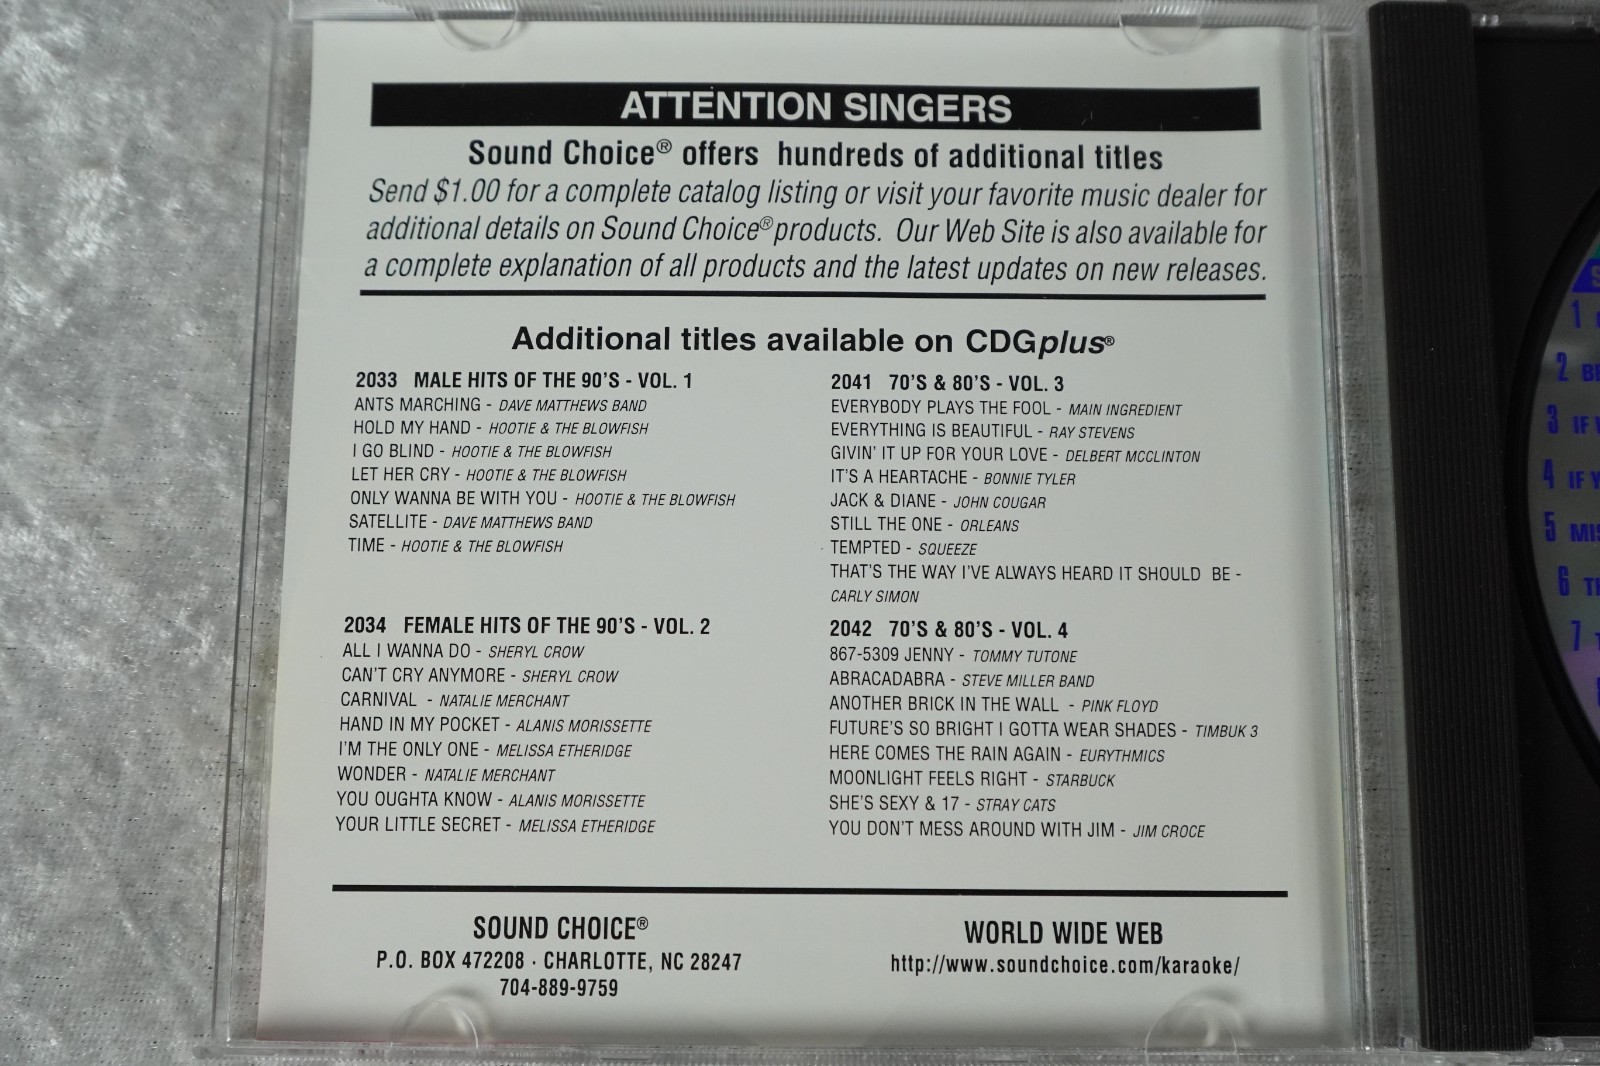 ATTENTION SINGERS
Sound Choice® offers hundreds of additional titles
Send $1.00 for a complete catalog listing or visit your favorite music dealer for
additional details on Sound Choice® products. Our Web Site is also available for
a complete explanation of all products and the latest updates on new releases.
Additional titles available on CDGplus®
2033 MALE HITS OF THE 90'S - VOL. 1
ANTS MARCHING - DAVE MATTHEWS BAND
HOLD MY HAND - HOOTIE & THE BLOWFISH
I GO BLIND - HOOTIE & THE BLOWFISH
LET HER CRY - HOOTIE & THE BLOWFISH
ONLY WANNA BE WITH YOU - HOOTIE & THE BLOWFISH
SATELLITE - DAVE MATTHEWS BAND
TIME - HOOTIE & THE BLOWFISH
2034 FEMALE HITS OF THE 90'S - VOL. 2
ALL I WANNA DO - SHERYL CROW
CAN'T CRY ANYMORE - SHERYL CROW
CARNIVAL - NATALIE MERCHANT
HAND IN MY POCKET - ALANIS MORISSETTE
I'M THE ONLY ONE - MELISSA ETHERIDGE
WONDER - NATALIE MERCHANT
YOU OUGHTA KNOW - ALANIS MORISSETTE
YOUR LITTLE SECRET - MELISSA ETHERIDGE
2041 70'S & 80'S - VOL. 3
EVERYBODY PLAYS THE FOOL - MAIN INGREDIENT
EVERYTHING IS BEAUTIFUL - RAY STEVENS
GIVIN' IT UP FOR YOUR LOVE - DELBERT MCCLINTON
IT'S A HEARTACHE - BONNIE TYLER
JACK & DIANE - JOHN COUGAR
STILL THE ONE - ORLEANS
TEMPTED - SQUEEZE
THAT'S THE WAY I'VE ALWAYS HEARD IT SHOULD BE -
CARLY SIMON
2042 70'S & 80'S - VOL. 4
867-5309 JENNY - TOMMY TUTONE
ABRACADABRA - STEVE MILLER BAND
ANOTHER BRICK IN THE WALL - PINK FLOYD
FUTURE'S SO BRIGHT I GOTTA WEAR SHADES - TIMBUK 3
HERE COMES THE RAIN AGAIN - EURYTHMICS
MOONLIGHT FEELS RIGHT - STARBUCK
SHE'S SEXY & 17 - STRAY CATS
YOU DON'T MESS AROUND WITH JIM - JIM CROCE
SOUND CHOICE®
P.O. BOX 472208 · CHARLOTTE, NC 28247
704-889-9759
WORLD WIDE WEB
http://www.soundchoice.com/karaoke/
1
2
3 IF
4 IF
5
6
7